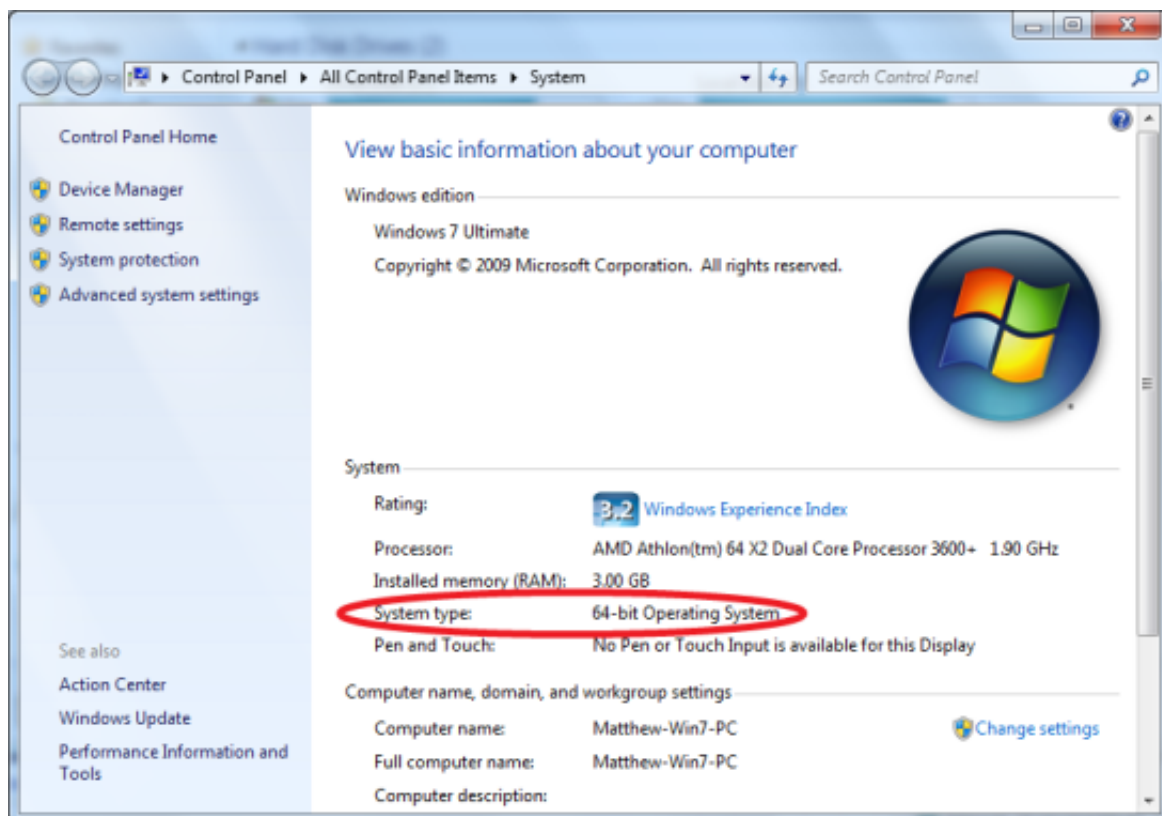 Control Panel ▸ All Control Panel Items ▸ System
Search Control Panel
Control Panel Home
Device Manager
Remote settings
System protection
Advanced system settings
See also
Action Center
Windows Update
Performance Information and
Tools
View basic information about your computer
Windows edition
Windows 7 Ultimate
Copyright © 2009 Microsoft Corporation. All rights reserved.
System
Rating: 3.2 Windows Experience Index
Processor: AMD Athlon(tm) 64 X2 Dual Core Processor 3600+ 1.90 GHz
Installed memory (RAM): 3.00 GB
System type: 64-bit Operating System
Pen and Touch: No Pen or Touch Input is available for this Display
Computer name, domain, and workgroup settings
Computer name: Matthew-Win7-PC Change settings
Full computer name: Matthew-Win7-PC
Computer description: